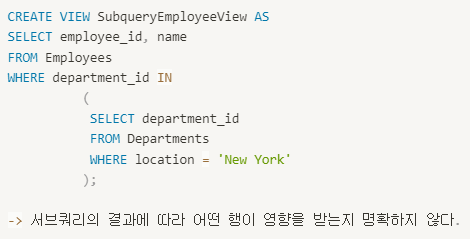 CREATE VIEW SubqueryEmployeeView AS
SELECT employee_id, name
FROM Employees
WHERE department_id IN
(
SELECT department_id
FROM Departments
WHERE location = 'New York'
);
-> 서브쿼리의 결과에 따라 어떤 행이 영향을 받는지 명확하지 않다.